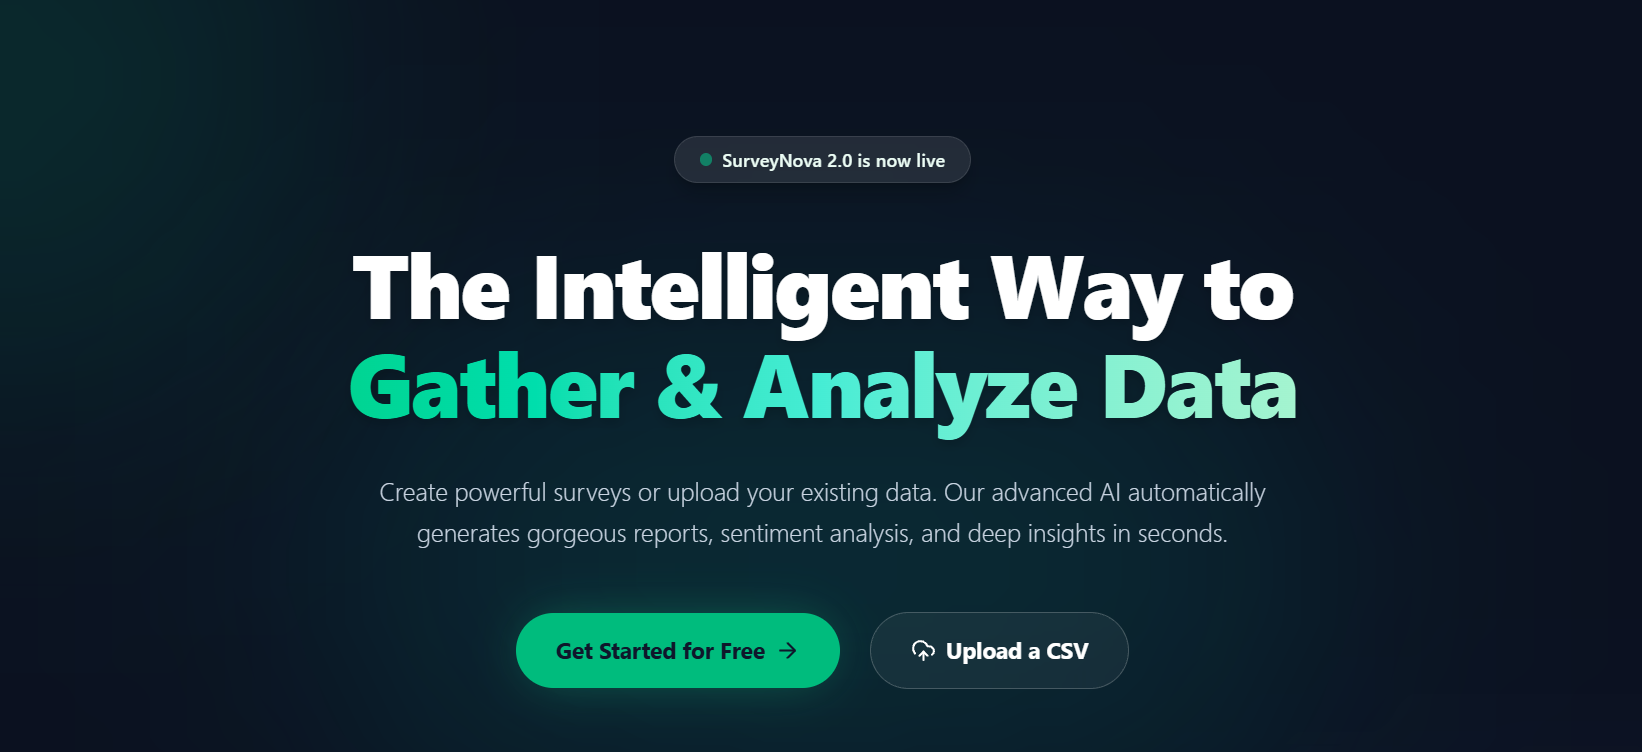 SurveyNova 2.0 is now live
The Intelligent Way to
Gather & Analyze Data
Create powerful surveys or upload your existing data. Our advanced AI automatically
generates gorgeous reports, sentiment analysis, and deep insights in seconds.
Get Started for Free →
Upload a CSV